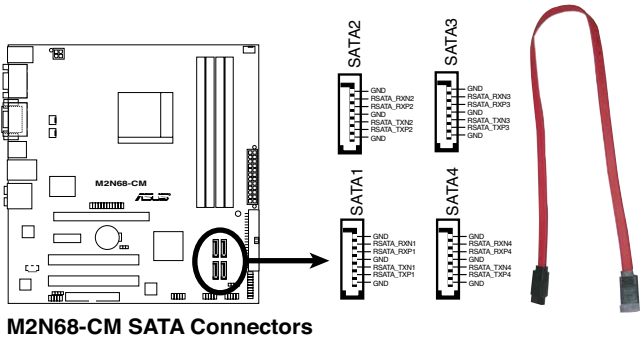 SATA2
GND
RSATA_RXN2
RSATA_RXP2
GND
RSATA_TXN2
RSATA_TXP2
GND
SATA3
GND
RSATA_RXN3
RSATA_RXP3
GND
RSATA_TXN3
RSATA_TXP3
GND
M2N68-CM
ASUS
SATA1
GND
RSATA_RXN1
RSATA_RXP1
GND
RSATA_TXN1
RSATA_TXP1
GND
SATA4
GND
RSATA_RXN4
RSATA_RXP4
GND
RSATA_TXN4
RSATA_TXP4
GND
M2N68-CM SATA Connectors